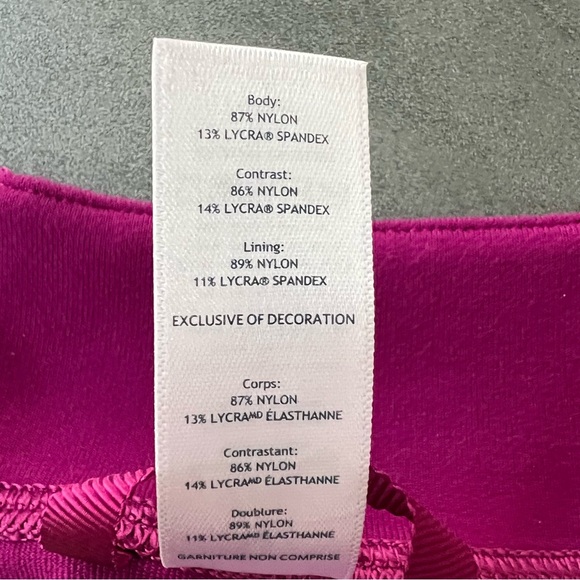 Body:
87% NYLON
13% LYCRA® SPANDEX
Contrast:
86% NYLON
14% LYCRA® SPANDEX
Lining:
89% NYLON
11% LYCRA® SPANDEX
EXCLUSIVE OF DECORATION
Corps:
87% NYLON
13% LYCRAᴹᴰ ÉLASTHANNE
Contrastant:
86% NYLON
14% LYCRAᴹᴰ ÉLASTHANNE
Doublure:
89% NYLON
11% LYCRAᴹᴰ ÉLASTHANNE
GARNITURE NON COMPRISE